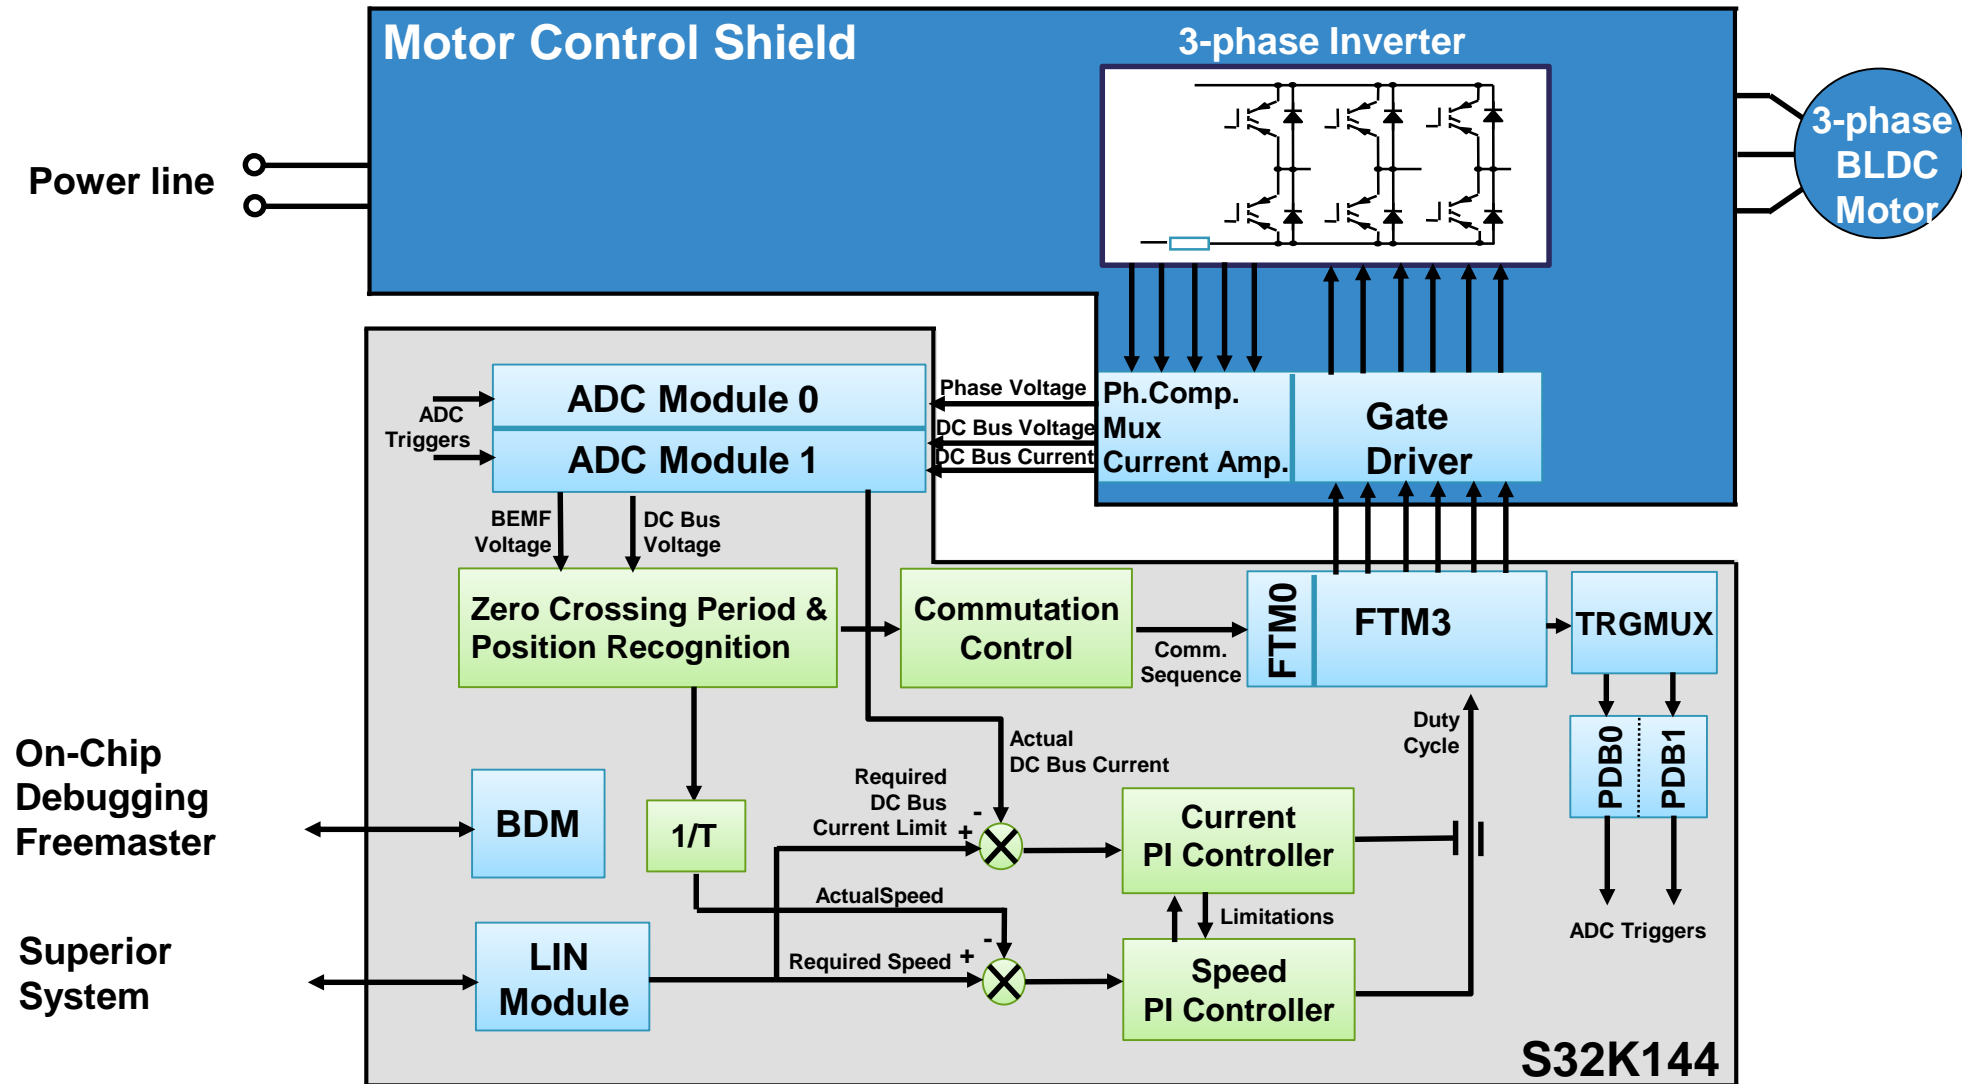 Motor Control Shield
3-phase Inverter
3-phase
BLDC
Motor
Power line
ADC Module 0
ADC Module 1
ADC
Triggers
Phase Voltage
DC Bus Voltage
DC Bus Current
Ph.Comp.
Mux
Current Amp.
Gate
Driver
BEMF
Voltage
DC Bus
Voltage
Zero Crossing Period &
Position Recognition
Commutation
Control
Comm.
Sequence
FTM0
FTM3
TRGMUX
PDB0
PDB1
ADC Triggers
Duty
Cycle
Actual
DC Bus Current
Required
DC Bus
Current Limit
-
+
On-Chip
Debugging
Freemaster
BDM
1/T
Current
PI Controller
ActualSpeed
Limitations
Superior
System
LIN
Module
Required Speed
-
+
Speed
PI Controller
S32K144